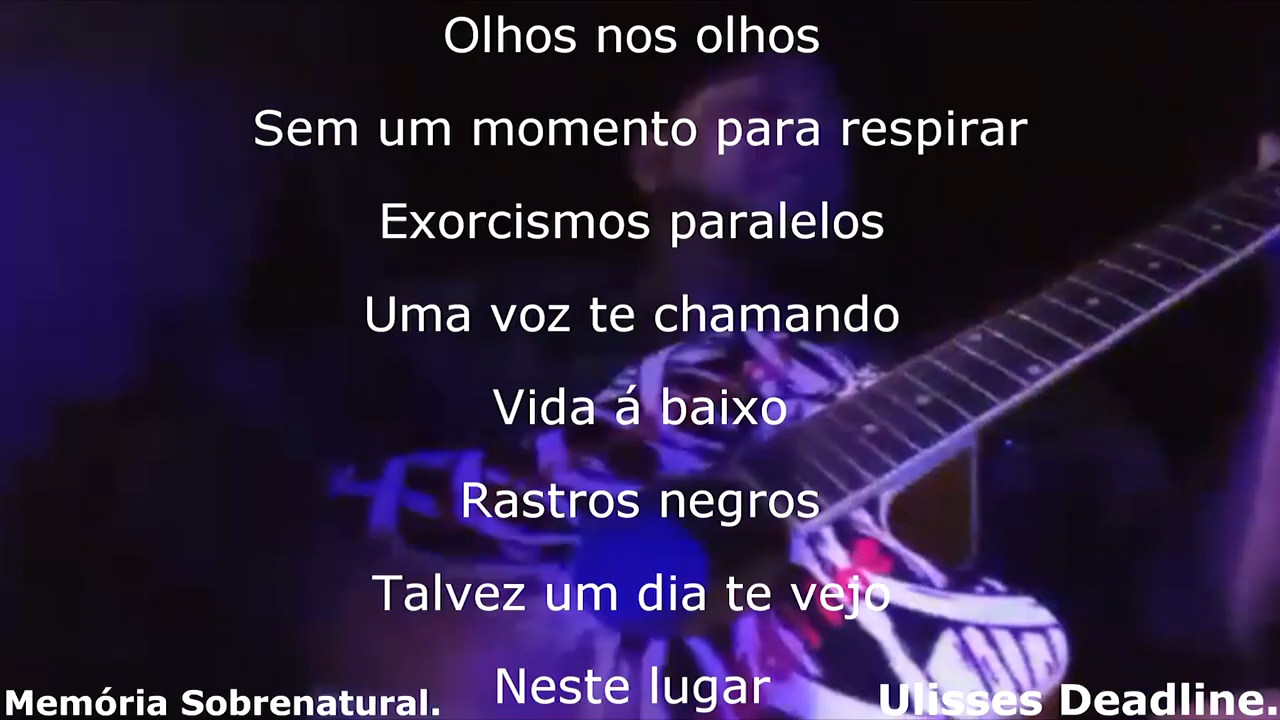 Olhos nos olhos
Sem um momento para respirar
Exorcismos paralelos
Uma voz te chamando
Vida á baixo
Rastros negros
Talvez um dia te vejo
Neste lugar
Memória Sobrenatural.
Ulisses Deadline.